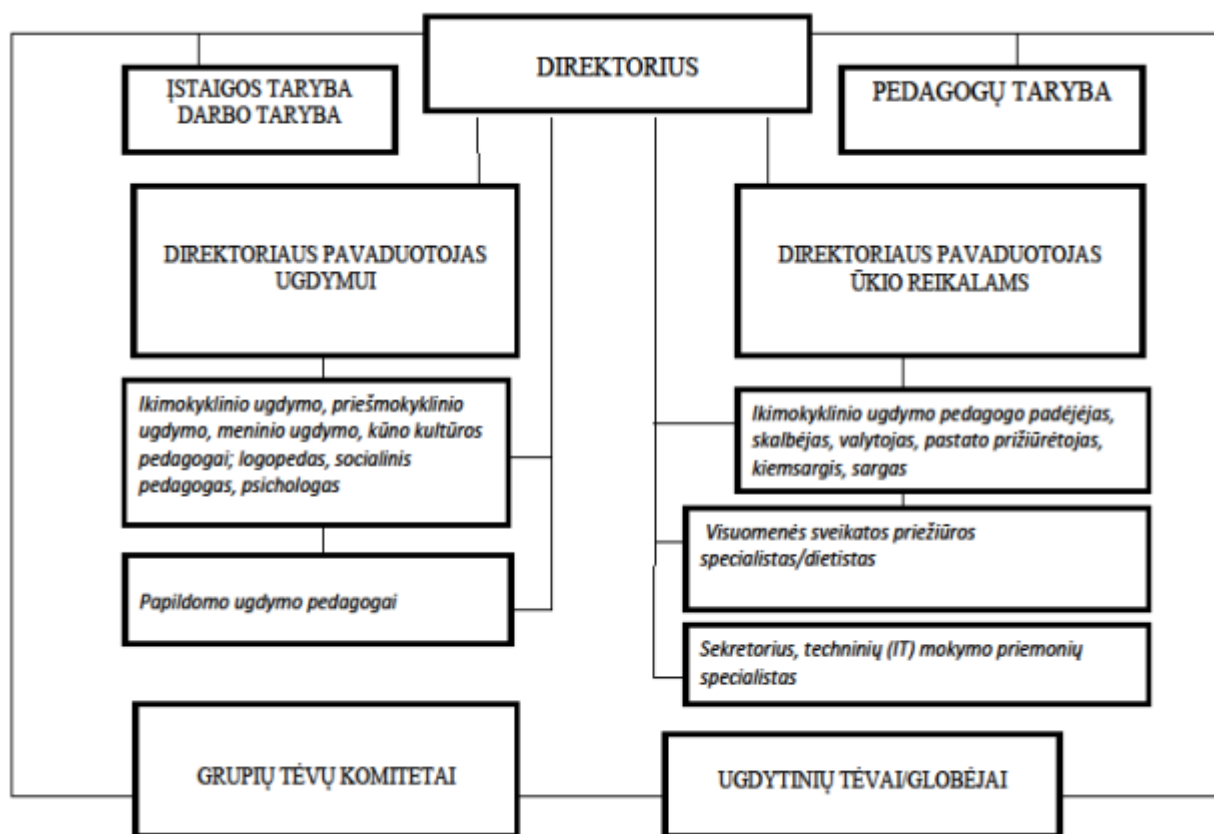 DIREKTORIUS
ĮSTAIGOS TARYBA
DARBO TARYBA
PEDAGOGŲ TARYBA
DIREKTORIAUS PAVADUOTOJAS
UGDYMUI
DIREKTORIAUS PAVADUOTOJAS
ŪKIO REIKALAMS
Ikimokyklinio ugdymo, priešmokyklinio
ugdymo, meninio ugdymo, kūno kultūros
pedagogai; logopedas, socialinis
pedagogas, psichologas
Ikimokyklinio ugdymo pedagogo padėjėjas,
skalbėjas, valytojas, pastato prižiūrėtojas,
kiemsargis, sargas
Visuomenės sveikatos priežiūros
specialistas/dietistas
Papildomo ugdymo pedagogai
Sekretorius, techninių (IT) mokymo priemonių
specialistas
GRUPIŲ TĖVŲ KOMITETAI
UGDYTINIŲ TĖVAI/GLOBĖJAI